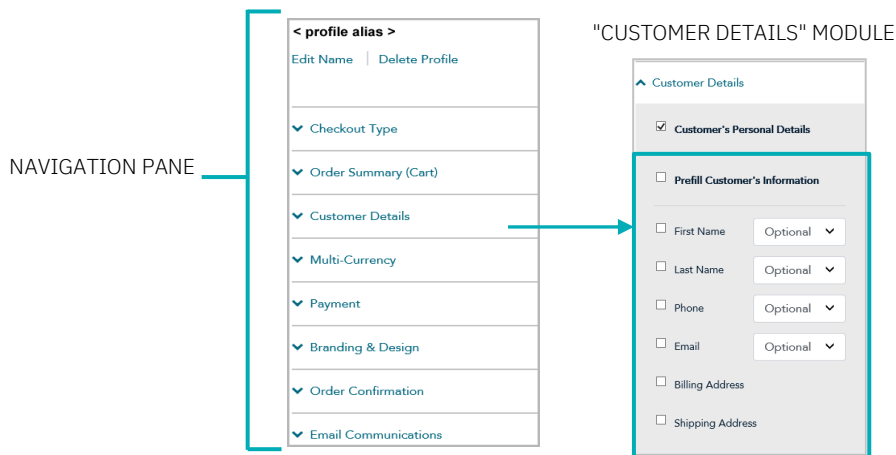 NAVIGATION PANE
< profile alias >
Edit Name | Delete Profile
Checkout Type
Order Summary (Cart)
Customer Details
Multi-Currency
Payment
Branding & Design
Order Confirmation
Email Communications
"CUSTOMER DETAILS" MODULE
Customer Details
Customer's Personal Details
Prefill Customer's Information
First Name Optional
Last Name Optional
Phone Optional
Email Optional
Billing Address
Shipping Address